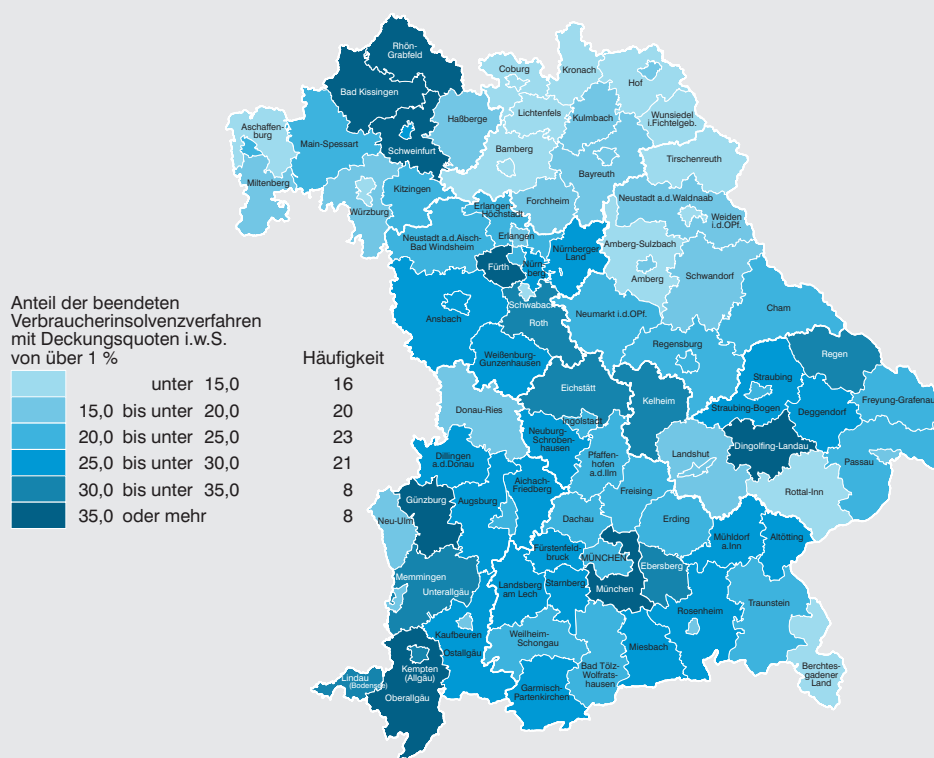 Rhön-
Grabfeld
Bad Kissingen
Coburg
Kronach
Hof
Lichtenfels
Kulmbach
Wunsiedel
i.Fichtelgeb.
Haßberge
Aschaffen-
burg
Main-Spessart
Schweinfurt
Bamberg
Tirschenreuth
Bayreuth
Miltenberg
Kitzingen
Würzburg
Erlangen-
Höchstadt
Forchheim
Neustadt a.d.Waldnaab
Weiden
i.d.OPf.
Neustadt a.d.Aisch-
Bad Windsheim
Erlangen
Fürth
Nürn-
berg
Nürnberger
Land
Amberg-Sulzbach
Amberg
Schwandorf
Ansbach
Schwabach
Roth
Neumarkt i.d.OPf.
Cham
Regensburg
Weißenburg-
Gunzenhausen
Regen
Eichstätt
Kelheim
Straubing
Straubing-Bogen
Deggendorf
Freyung-Grafenau
Donau-Ries
Ingolstadt
Neuburg-
Schroben-
hausen
Pfaffen-
hofen
a.d.Ilm
Landshut
Dingolfing-Landau
Passau
Rottal-Inn
Dillingen
a.d.Donau
Aichach-
Friedberg
Günzburg
Augsburg
Freising
Neu-Ulm
Dachau
Erding
Mühldorf
a.Inn
Altötting
Fürstenfeld-
bruck
MÜNCHEN
Ebersberg
München
Memmingen
Unterallgäu
Landsberg
am Lech
Starnberg
Rosenheim
Traunstein
Kaufbeuren
Ostallgäu
Weilheim-
Schongau
Bad Tölz-
Wolfrats-
hausen
Miesbach
Berchtes-
gadener
Land
Lindau
(Bodensee)
Kempten
(Allgäu)
Oberallgäu
Garmisch-
Partenkirchen
Anteil der beendeten
Verbraucherinsolvenzverfahren
mit Deckungsquoten i.w.S.
von über 1 % Häufigkeit
unter 15,0 16
15,0 bis unter 20,0 20
20,0 bis unter 25,0 23
25,0 bis unter 30,0 21
30,0 bis unter 35,0 8
35,0 oder mehr 8